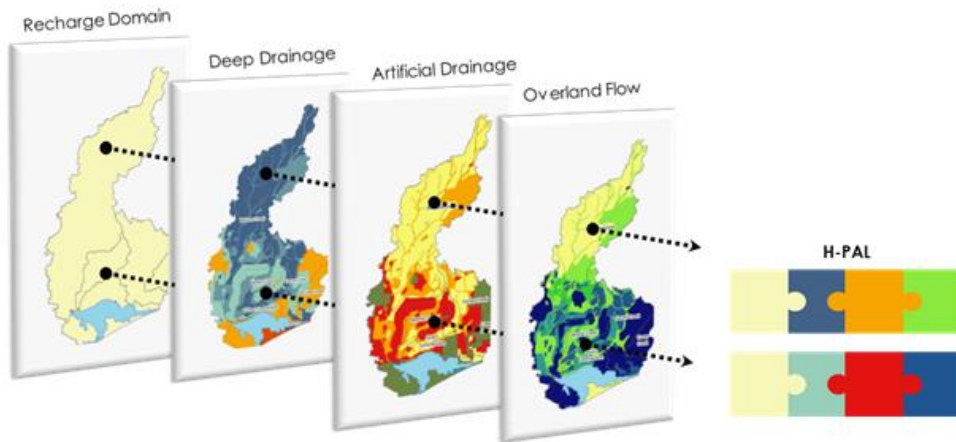 Recharge Domain
Deep Drainage
Artificial Drainage
Overland Flow
H-PAL